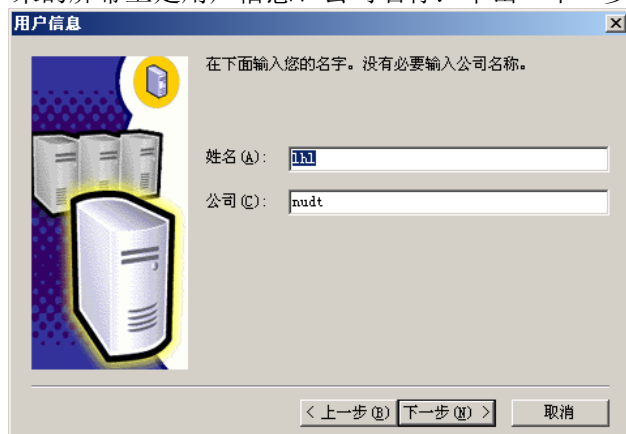 用户信息
在下面输入您的名字。没有必要输入公司名称。
姓名(A): lhl
公司(C): nudt
< 上一步(B) 下一步(N) > 取消